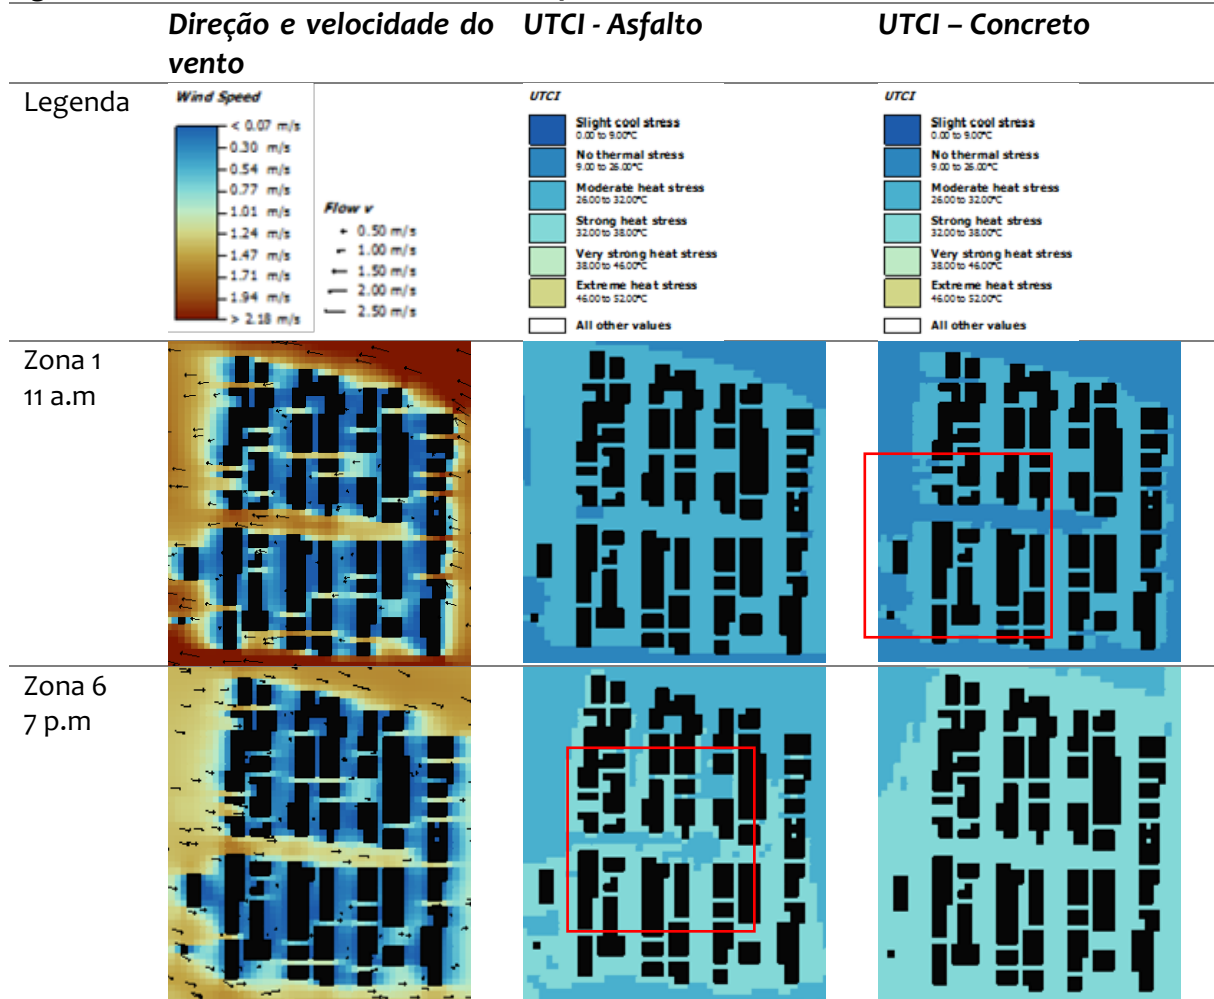 Direção e velocidade do vento
UTCI - Asfalto
UTCI – Concreto
Legenda
Wind Speed
< 0.07 m/s
0.30 m/s
0.54 m/s
0.77 m/s
1.01 m/s
1.24 m/s
1.47 m/s
1.71 m/s
1.94 m/s
> 2.18 m/s
Flow v
0.50 m/s
1.00 m/s
1.50 m/s
2.00 m/s
2.50 m/s
UTCI
Slight cool stress
0.00 to 9.00°C
No thermal stress
9.00 to 26.00°C
Moderate heat stress
26.00 to 32.00°C
Strong heat stress
32.00 to 38.00°C
Very strong heat stress
38.00 to 46.00°C
Extreme heat stress
46.00 to 52.00°C
All other values
UTCI
Slight cool stress
0.00 to 9.00°C
No thermal stress
9.00 to 26.00°C
Moderate heat stress
26.00 to 32.00°C
Strong heat stress
32.00 to 38.00°C
Very strong heat stress
38.00 to 46.00°C
Extreme heat stress
46.00 to 52.00°C
All other values
Zona 1
11 a.m
Zona 6
7 p.m